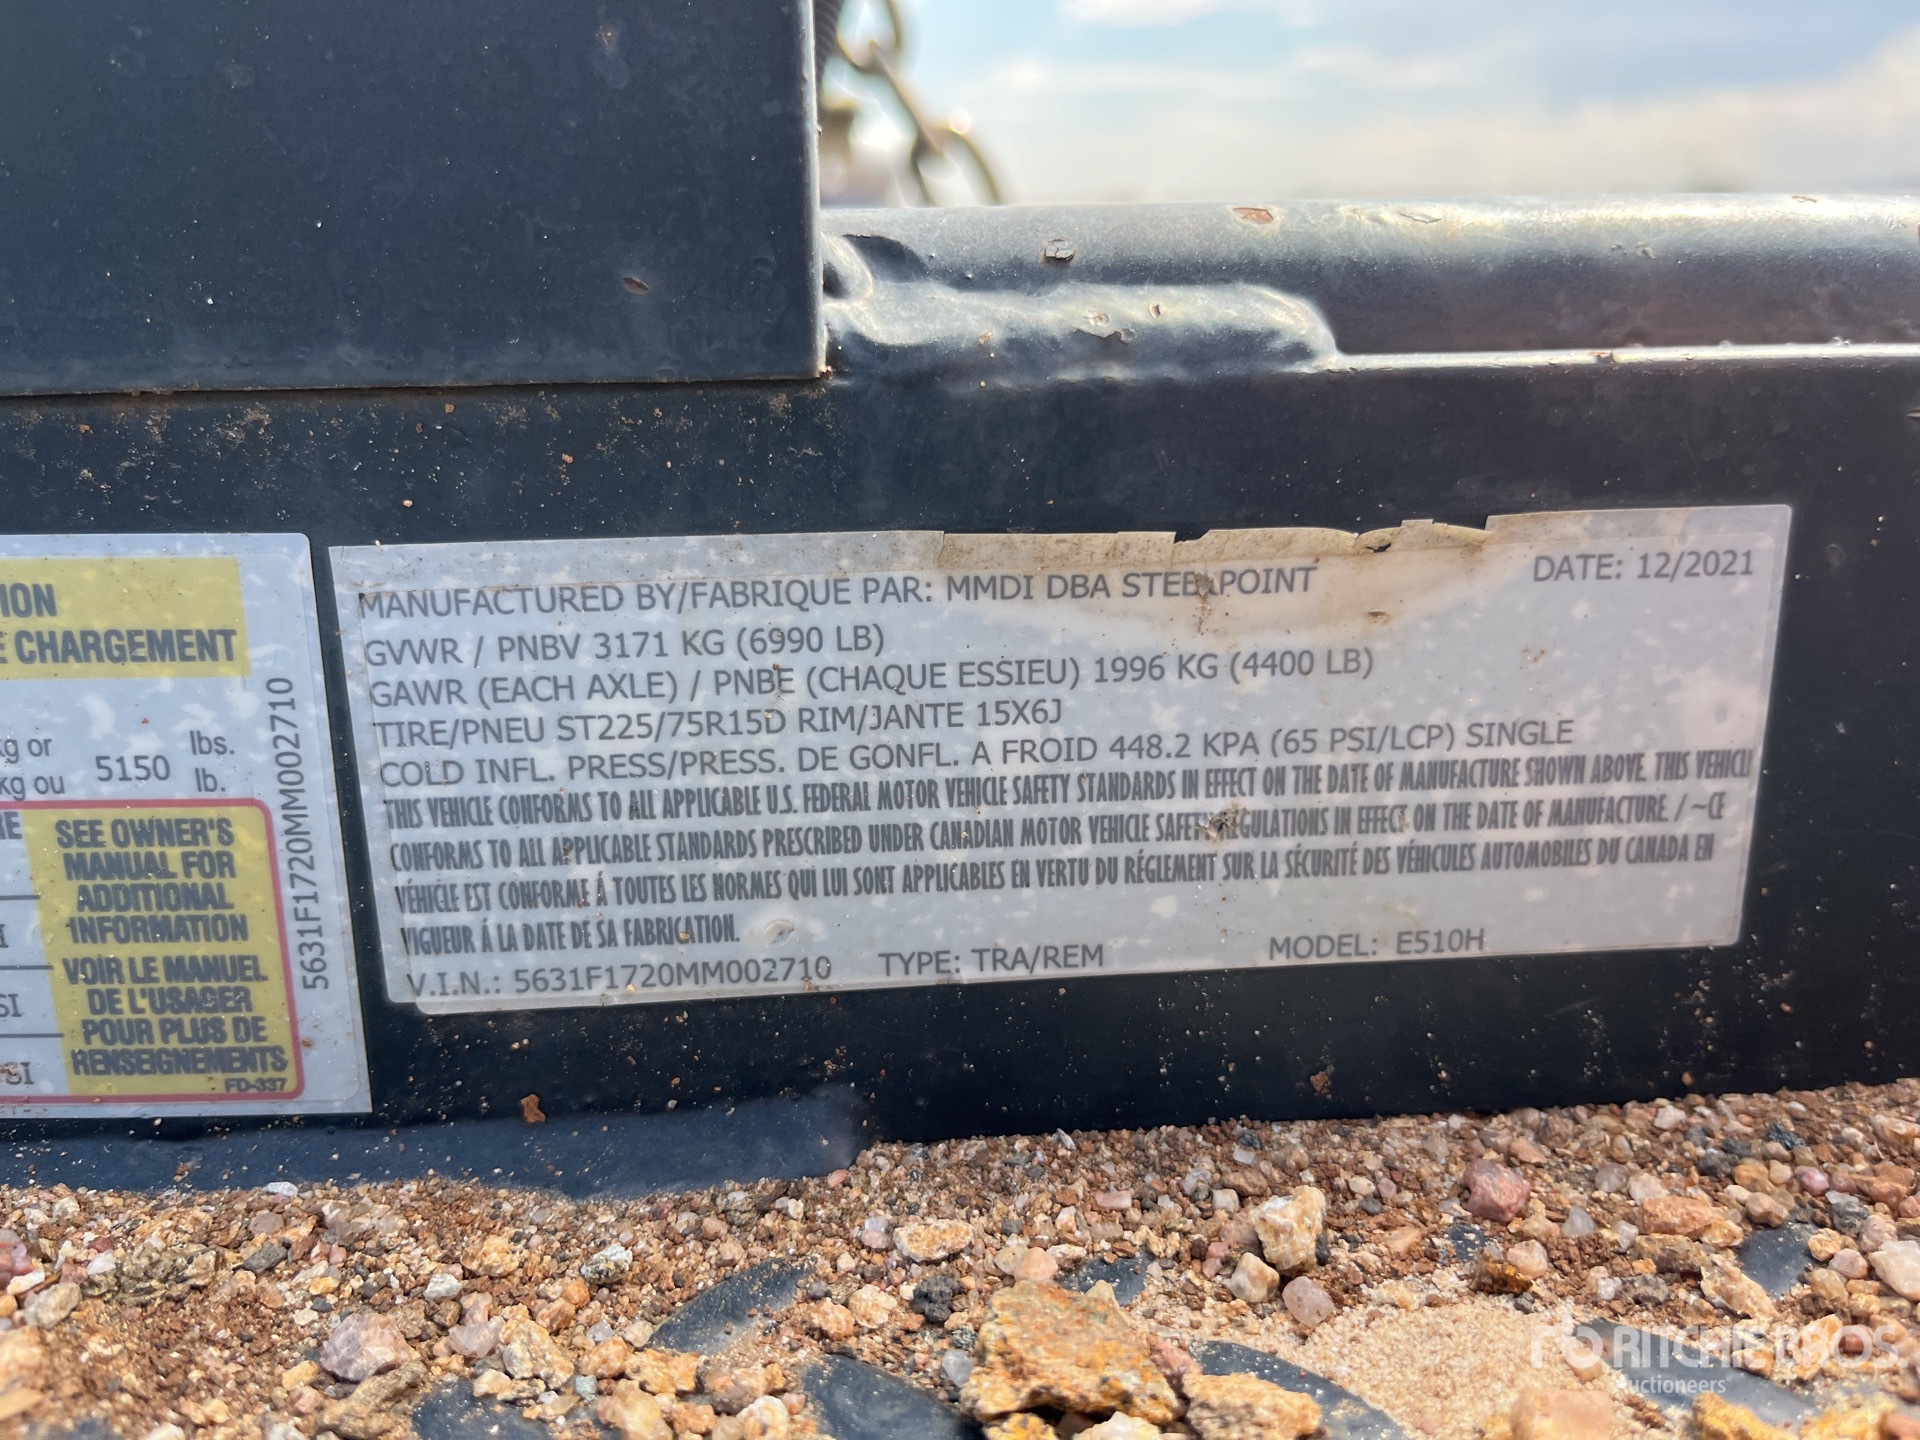 ION
E CHARGEMENT
kg or 5150 lbs.
kg ou lb.
RE
SEE OWNER'S
MANUAL FOR
ADDITIONAL
INFORMATION
VOIR LE MANUEL
DE L'USAGER
POUR PLUS DE
RENSEIGNEMENTS
FD-337
SI
SI
5631F1720MM002710
MANUFACTURED BY/FABRIQUE PAR: MMDI DBA STEELPOINT DATE: 12/2021
GVWR / PNBV 3171 KG (6990 LB)
GAWR (EACH AXLE) / PNBE (CHAQUE ESSIEU) 1996 KG (4400 LB)
TIRE/PNEU ST225/75R15D RIM/JANTE 15X6J
COLD INFL. PRESS/PRESS. DE GONFL. A FROID 448.2 KPA (65 PSI/LCP) SINGLE
THIS VEHICLE CONFORMS TO ALL APPLICABLE U.S. FEDERAL MOTOR VEHICLE SAFETY STANDARDS IN EFFECT ON THE DATE OF MANUFACTURE SHOWN ABOVE. THIS VEHICLE
CONFORMS TO ALL APPLICABLE STANDARDS PRESCRIBED UNDER CANADIAN MOTOR VEHICLE SAFETY REGULATIONS IN EFFECT ON THE DATE OF MANUFACTURE / ~CE
VÉHICLE EST CONFORME Á TOUTES LES NORMES QUI LUI SONT APPLICABLES EN VERTU DU RÉGLEMENT SUR LA SÉCURITÉ DES VÉHICULES AUTOMOBILES DU CANADA EN
VIGUEUR Á LA DATE DE SA FABRICATION.
V.I.N.: 5631F1720MM002710 TYPE: TRA/REM MODEL: E510H
RITCHIE BROS.
Auctioneers